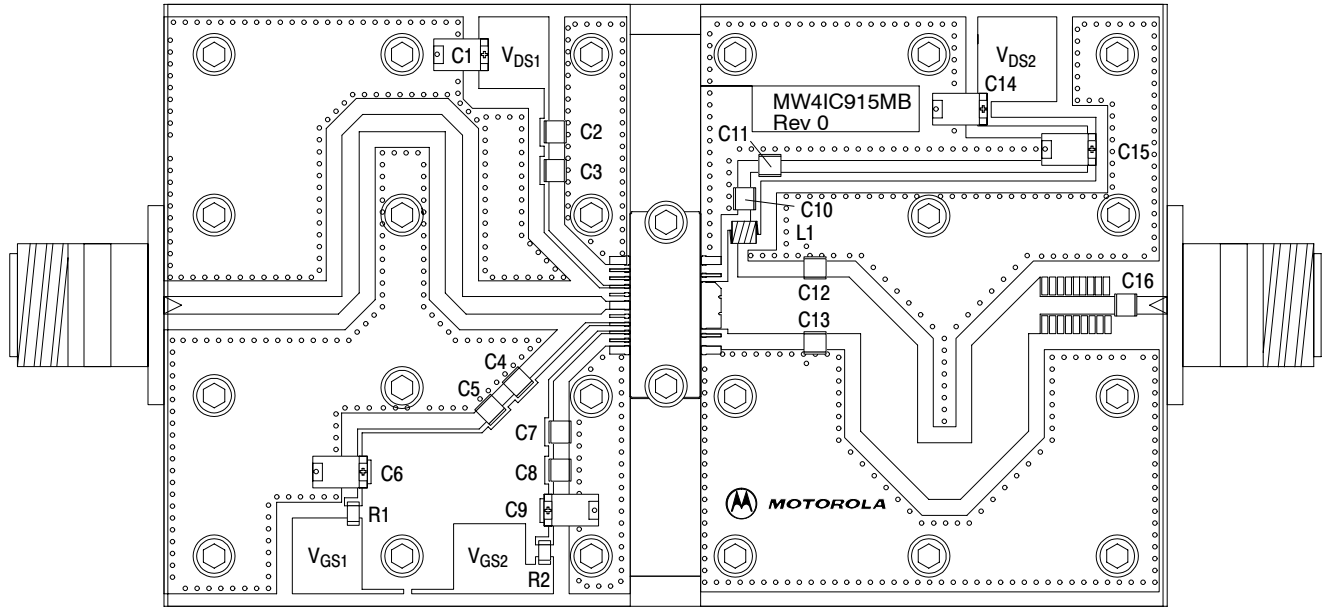 C1
V_DS1
V_DS2
C14
MW4IC915MB
Rev 0
C2
C11
C15
C3
C10
L1
C16
C12
C13
C4
C5
C7
C6
C8
MOTOROLA
C9
R1
V_GS1
V_GS2
R2